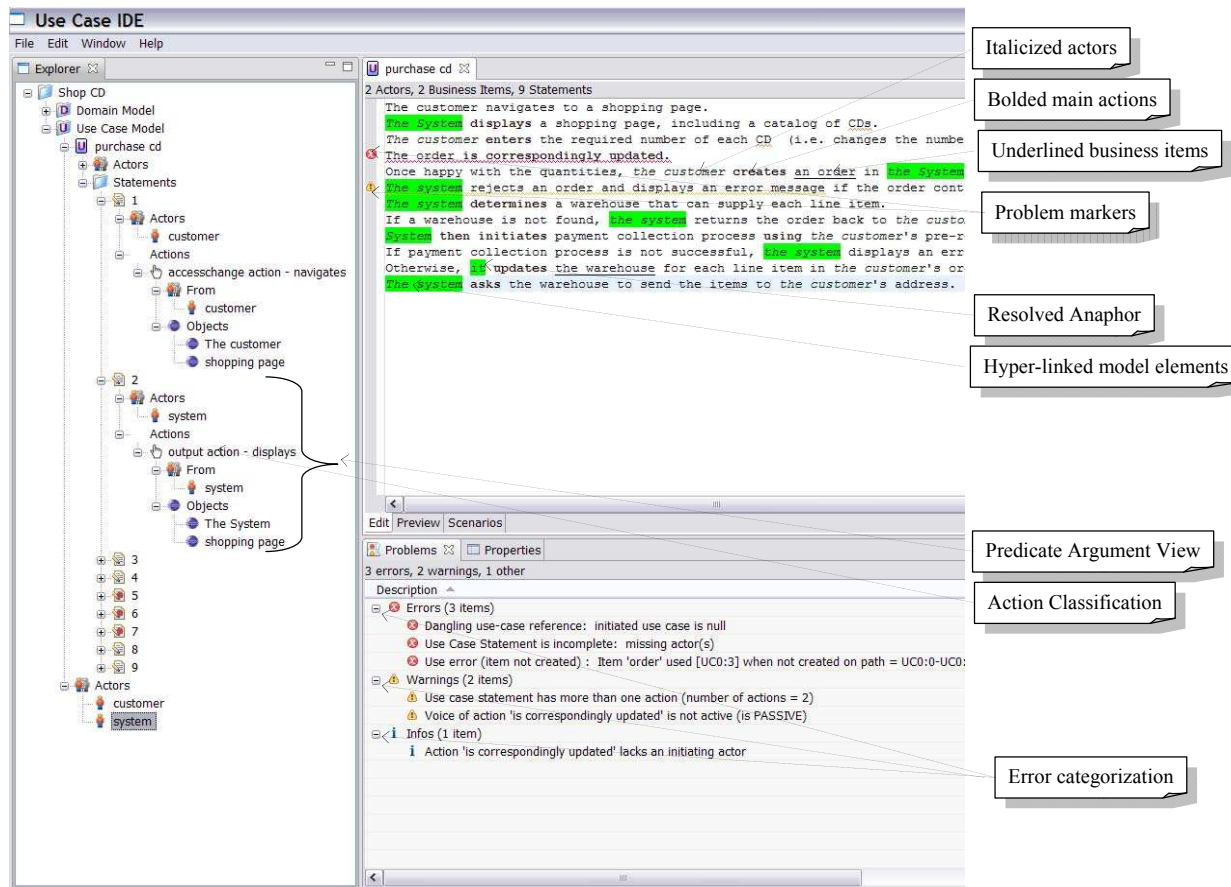 Use Case IDE
File Edit Window Help
Explorer
Shop CD
Domain Model
Use Case Model
purchase cd
Actors
Statements
1
Actors
customer
Actions
accesschange action - navigates
From
customer
Objects
The customer
shopping page
2
Actors
system
Actions
output action - displays
From
system
Objects
The System
shopping page
3
4
5
6
7
8
9
Actors
customer
system
purchase cd
2 Actors, 2 Business Items, 9 Statements
The customer navigates to a shopping page.
The System displays a shopping page, including a catalog of CDs.
The customer enters the required number of each CD (i.e. changes the numbe
The order is correspondingly updated.
Once happy with the quantities, the customer creates an order in the System
The system rejects an order and displays an error message if the order cont
The system determines a warehouse that can supply each line item.
If a warehouse is not found, the system returns the order back to the custo
System then initiates payment collection process using the customer's pre-r
If payment collection process is not successful, the system displays an err
Otherwise, it updates the warehouse for each line item in the customer's or
The System asks the warehouse to send the items to the customer's address.
Edit Preview Scenarios
Problems Properties
3 errors, 2 warnings, 1 other
Description
Errors (3 items)
Dangling use-case reference: initiated use case is null
Use Case Statement is incomplete: missing actor(s)
Use error (item not created) : Item 'order' used [UC0:3] when not created on path = UC0:0-UC0:
Warnings (2 items)
Use case statement has more than one action (number of actions = 2)
Voice of action 'is correspondingly updated' is not active (is PASSIVE)
Infos (1 item)
Action 'is correspondingly updated' lacks an initiating actor
Italicized actors
Bolded main actions
Underlined business items
Problem markers
Resolved Anaphor
Hyper-linked model elements
Predicate Argument View
Action Classification
Error categorization